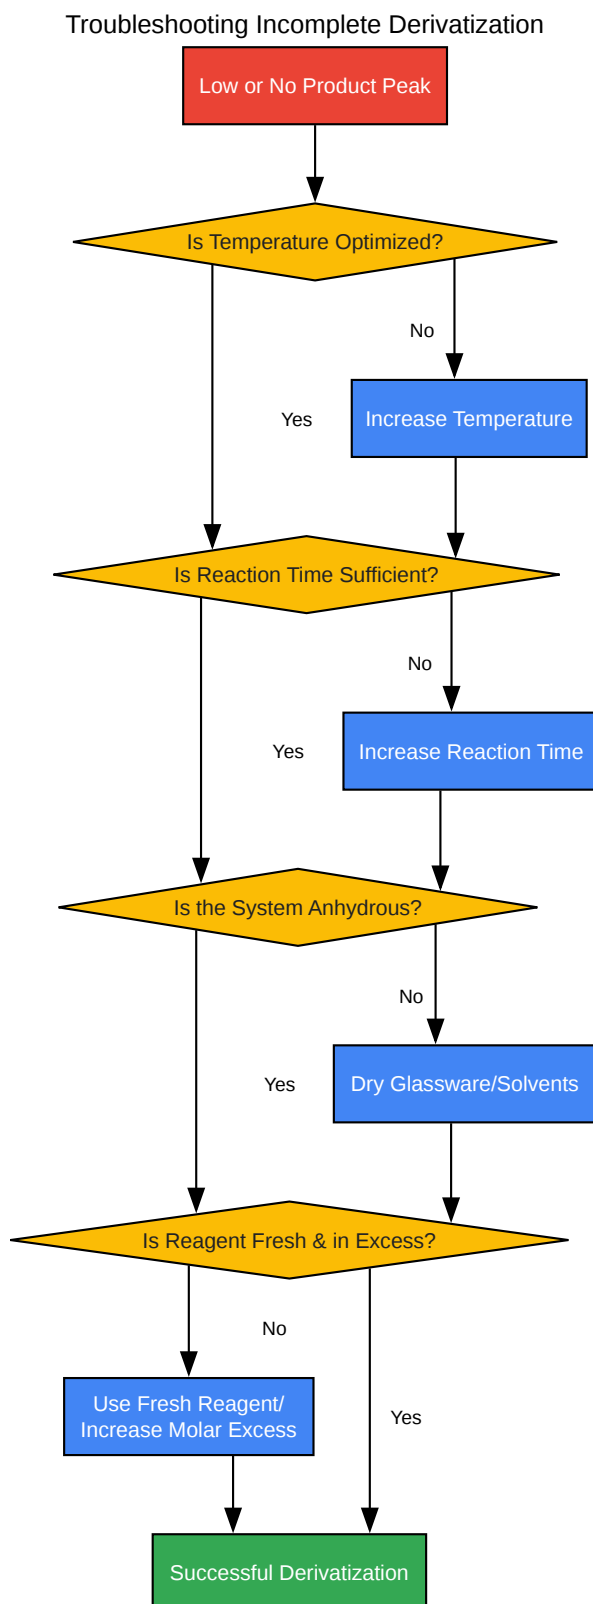 Troubleshooting Incomplete Derivatization
Low or No Product Peak
Is Temperature Optimized?
No
Yes
Increase Temperature
Is Reaction Time Sufficient?
No
Yes
Increase Reaction Time
Is the System Anhydrous?
No
Yes
Dry Glassware/Solvents
Is Reagent Fresh & in Excess?
No
Use Fresh Reagent/
Increase Molar Excess
Yes
Successful Derivatization